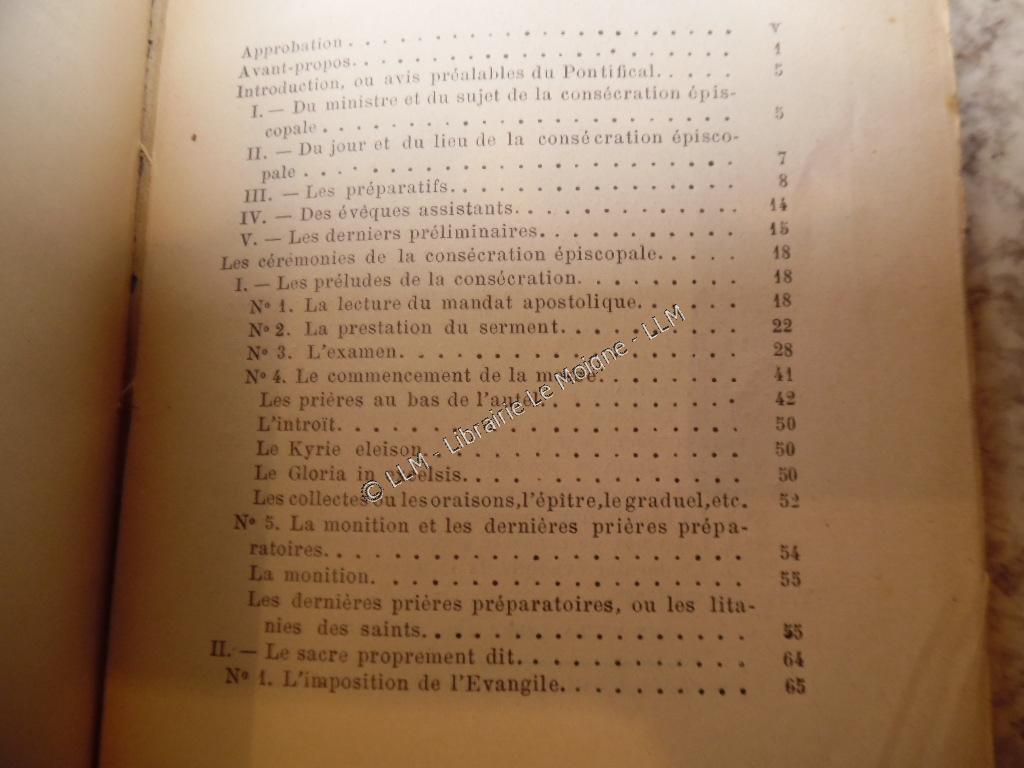 Approbation . . . . . . . . . . . . . . . . . . . V
Avant-propos. . . . . . . . . . . . . . . . . . . 1
Introduction, ou avis préalables du Pontifical. . . . . 5
I. — Du ministre et du sujet de la consécration épis-
copale . . . . . . . . . . . . . . . . . . . 5
II. — Du jour et du lieu de la consécration épisco-
pale . . . . . . . . . . . . . . . . . . . 7
III. — Les préparatifs. . . . . . . . . . . . . . 8
IV. — Des évêques assistants. . . . . . . . . . . 14
V. — Les derniers préliminaires. . . . . . . . . . 15
Les cérémonies de la consécration épiscopale. . . . . 18
I. — Les préludes de la consécration. . . . . . . . 18
No 1. La lecture du mandat apostolique. . . . . . 18
No 2. La prestation du serment. . . . . . . . . 22
No 3. L'examen. . . . . . . . . . . . . . . . 28
No 4. Le commencement de la messe. . . . . . . 41
Les prières au bas de l'autel. . . . . . . . . . 42
L'introït. . . . . . . . . . . . . . . . . . 50
Le Kyrie eleison. . . . . . . . . . . . . . . 50
Le Gloria in excelsis. . . . . . . . . . . . . 50
Les collectes ou les oraisons, l'épître, le graduel, etc. 52
No 5. La monition et les dernières prières prépa-
ratoires. . . . . . . . . . . . . . . . . . . 54
La monition. . . . . . . . . . . . . . . . . 55
Les dernières prières préparatoires, ou les lita-
nies des saints. . . . . . . . . . . . . . . 55
II. — Le sacre proprement dit. . . . . . . . . . . 64
No 1. L'imposition de l'Evangile. . . . . . . . . 65
© LLM - Librairie Le Moigne - LLM